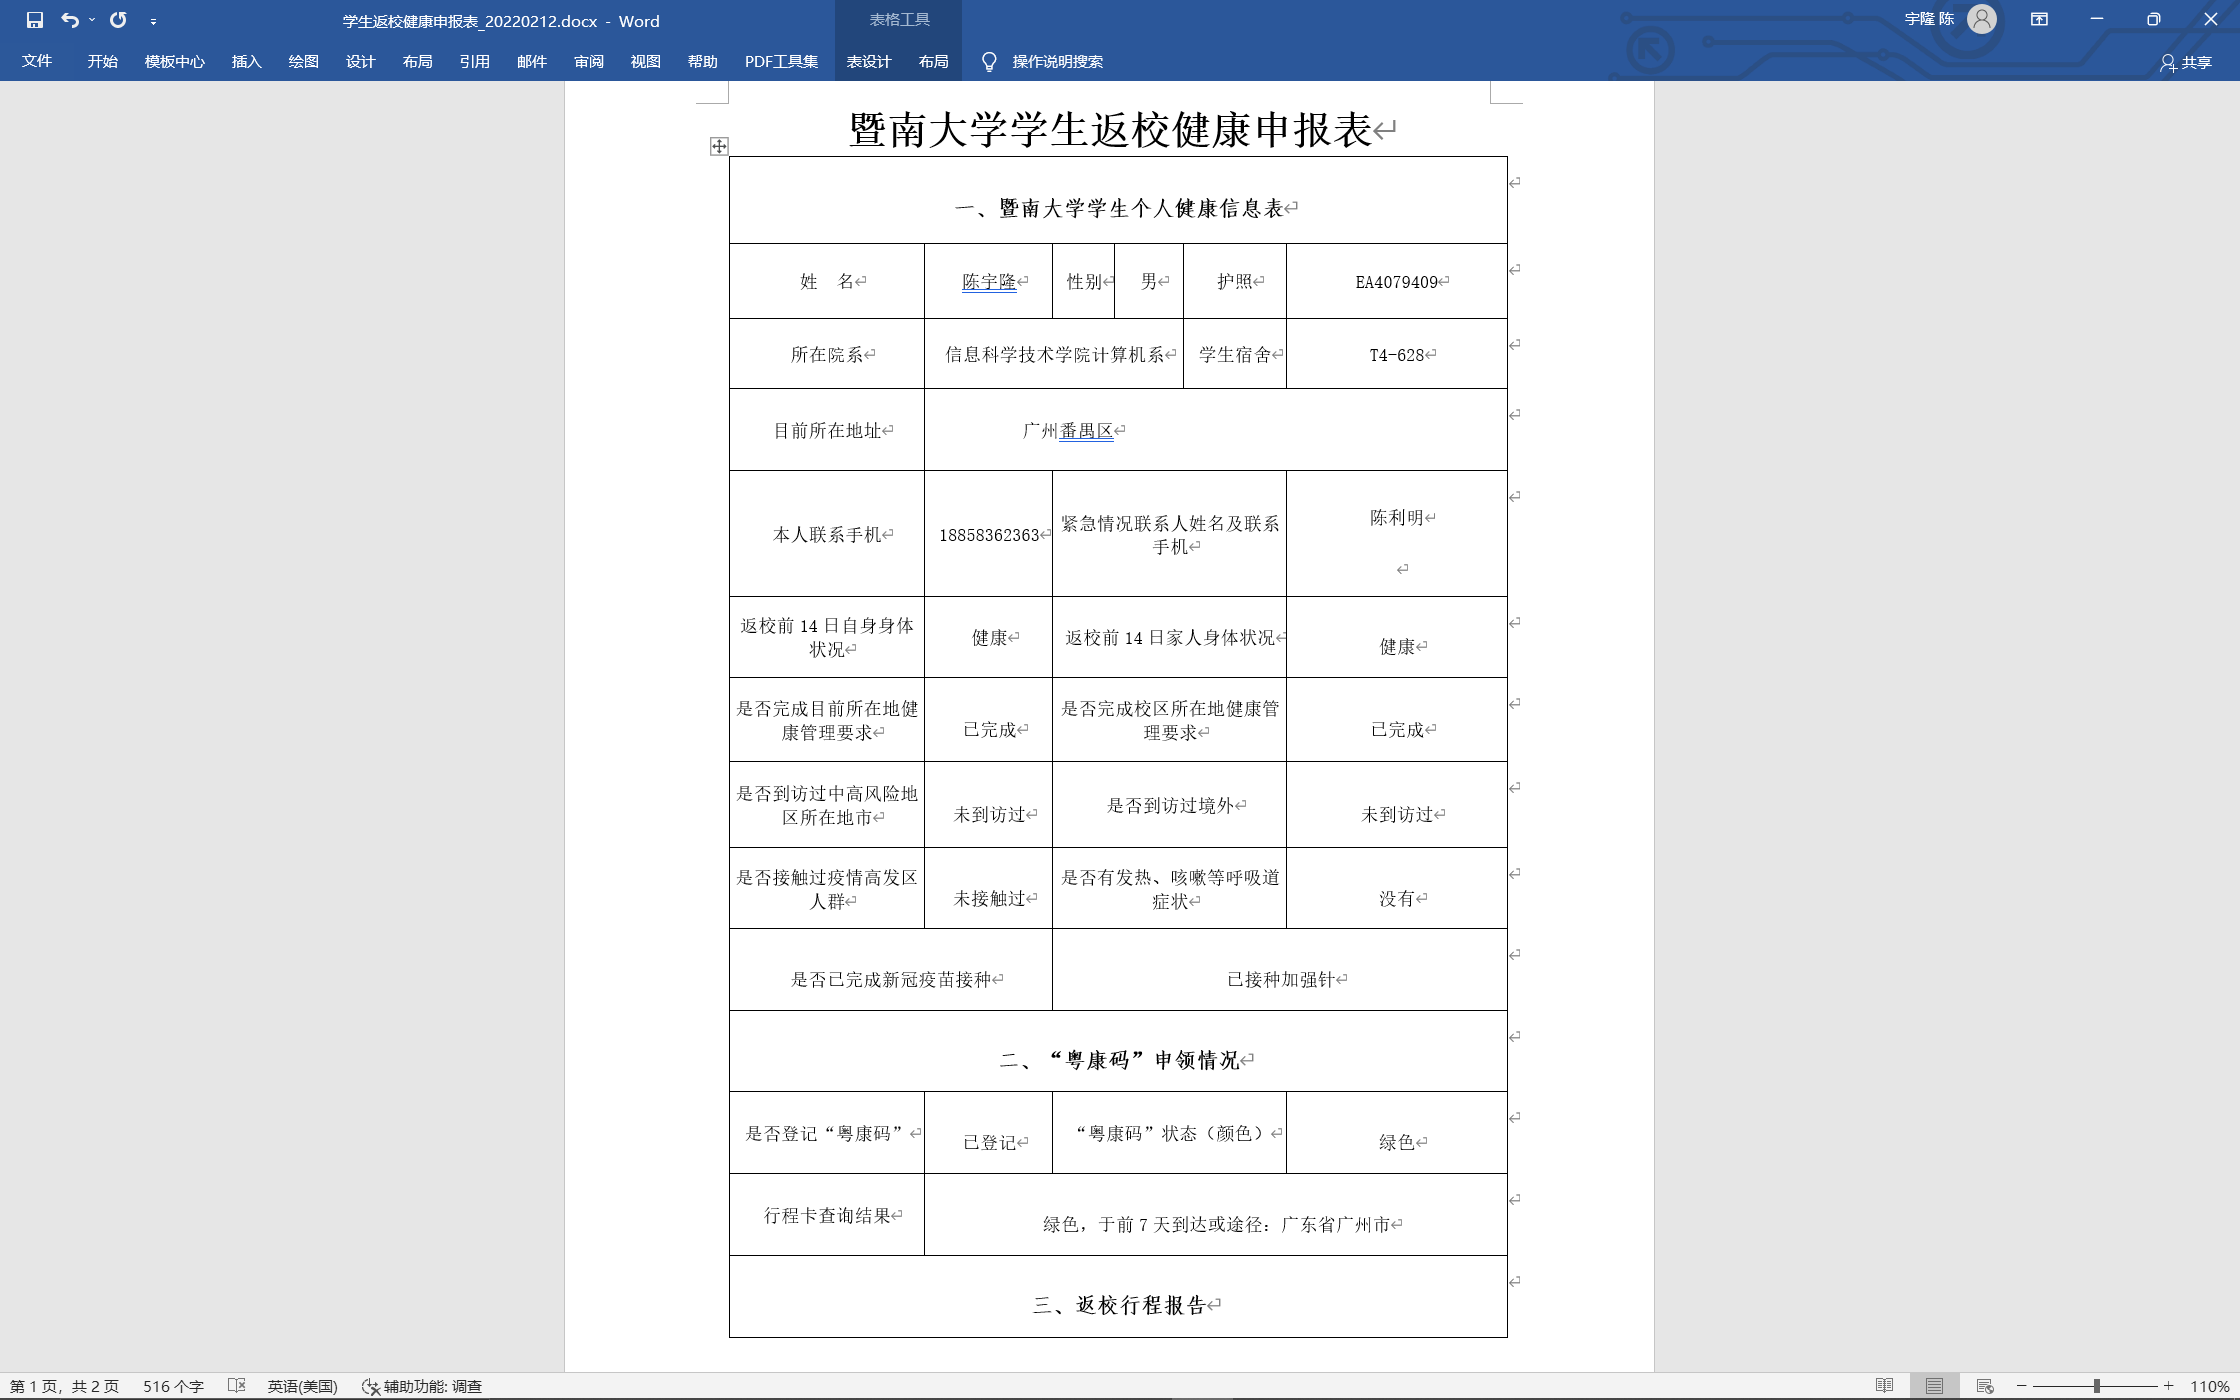 学生返校健康申报表_20220212.docx - Word
表格工具
宇隆 陈
文件 开始 模板中心 插入 绘图 设计 布局 引用 邮件 审阅 视图 帮助 PDF工具集 表设计 布局 操作说明搜索 共享
暨南大学学生返校健康申报表
一、暨南大学学生个人健康信息表
姓 名 陈宇隆 性别 男 护照 EA4079409
所在院系 信息科学技术学院计算机系 学生宿舍 T4-628
目前所在地址 广州番禺区
本人联系手机 18858362363
紧急情况联系人姓名及联系
手机
陈利明
返校前 14 日自身身体
状况
健康
返校前 14 日家人身体状况
健康
是否完成目前所在地健
康管理要求
已完成
是否完成校区所在地健康管
理要求
已完成
是否到访过中高风险地
区所在地市
未到访过
是否到访过境外
未到访过
是否接触过疫情高发区
人群
未接触过
是否有发热、咳嗽等呼吸道
症状
没有
是否已完成新冠疫苗接种 已接种加强针
二、“粤康码”申领情况
是否登记“粤康码” 已登记 “粤康码”状态（颜色） 绿色
行程卡查询结果 绿色，于前 7 天到达或途径：广东省广州市
三、返校行程报告
第 1 页，共 2 页 516 个字 英语(美国) 辅助功能: 调查 110%